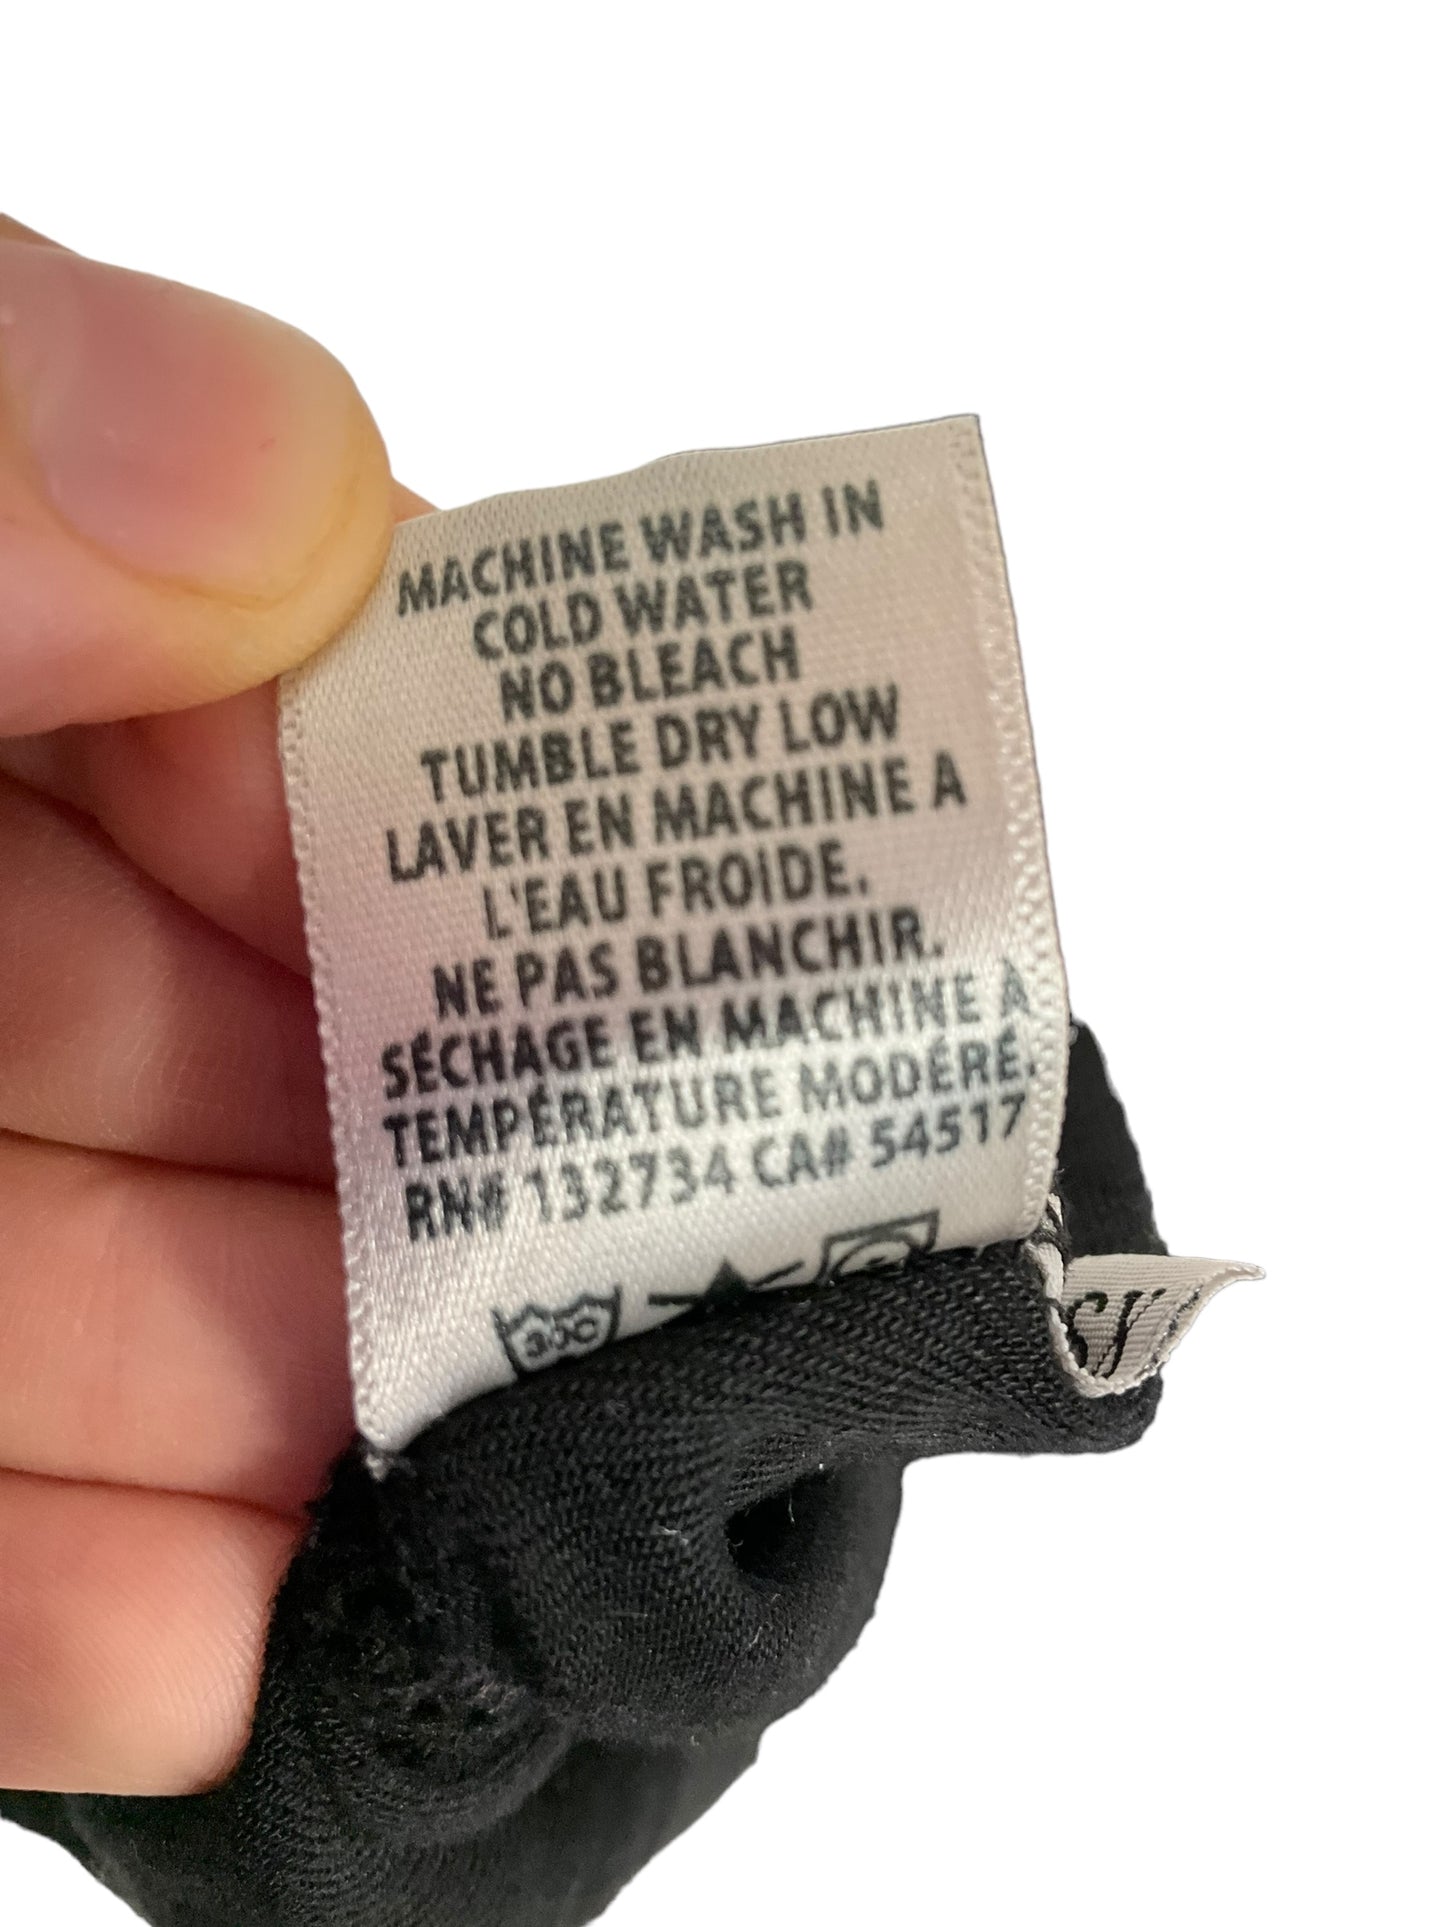 MACHINE WASH IN
COLD WATER
NO BLEACH
TUMBLE DRY LOW
LAVER EN MACHINE A
L'EAU FROIDE.
NE PAS BLANCHIR.
SÉCHAGE EN MACHINE À
TEMPÉRATURE MODÉRÉ.
RN# 132734 CA# 54517
30C